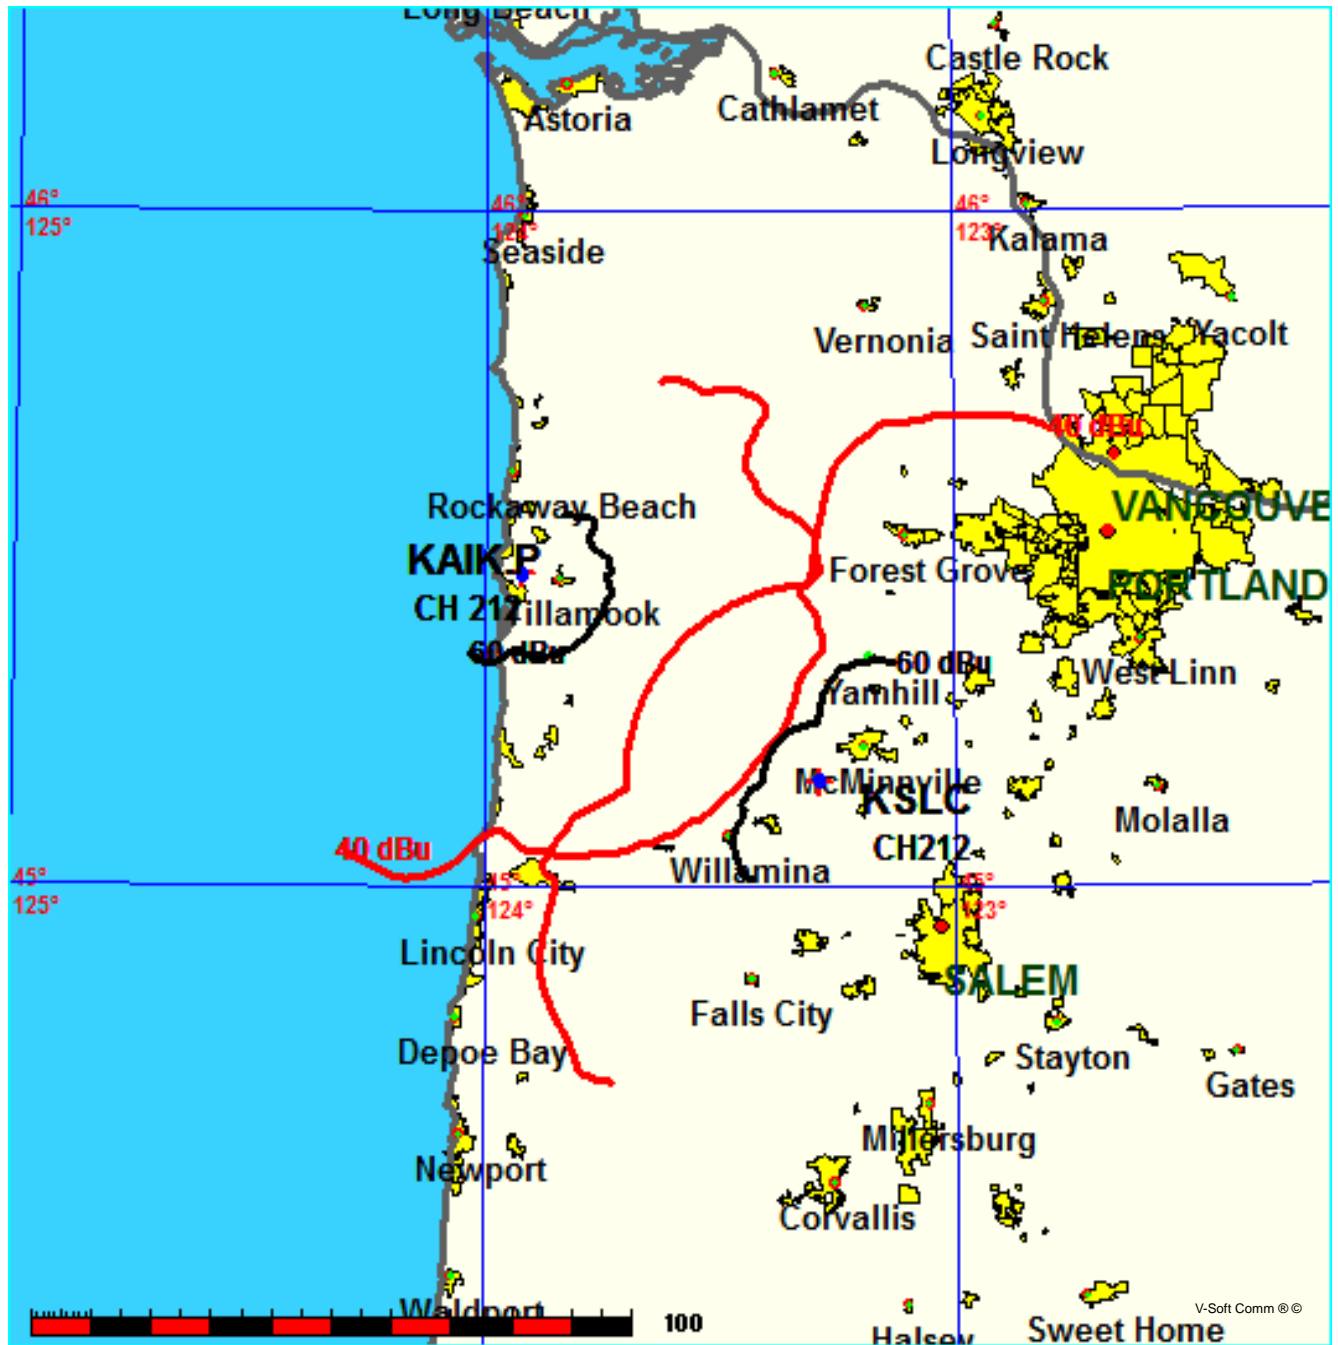 Long Beach
Castle Rock
Cathlamet
Astoria
Longview
46°
125°
46°
124°
46°
123°
Kalama
Seaside
Vernonia
Saint Helens
Yacolt
40 dBu
Rockaway Beach
VANCOUVE
KAIK.P
Forest Grove
PORTLAND
CH 212
Tillamook
60 dBu
60 dBu
West Linn
Yamhill
McMinnville
KSLC
Molalla
CH212
40 dBu
Willamina
45°
125°
45°
124°
45°
123°
Lincoln City
SALEM
Falls City
Depoe Bay
Stayton
Gates
Millersburg
Newport
Corvallis
Waldport
V-Soft Comm ® ©
100
Halsey
Sweet Home